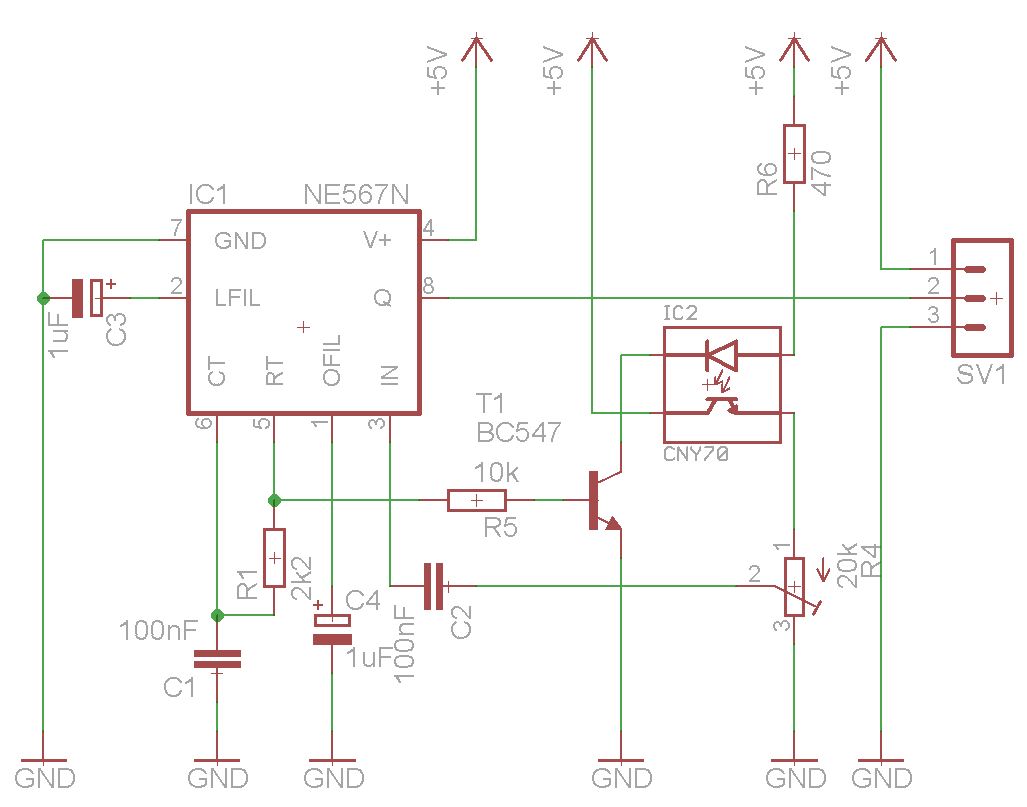 +5V
+5V
+5V
+5V
R6
470
IC1
NE567N
7
GND
V+
4
2
LFIL
Q
8
1uF
C3
CT
RT
OFIL
IN
6
5
1
3
1
2
3
SV1
IC2
CNY70
T1
BC547
10k
R5
R1
2k2
C4
1uF
100nF
C2
100nF
C1
1
2
3
20k
R4
GND
GND
GND
GND
GND
GND